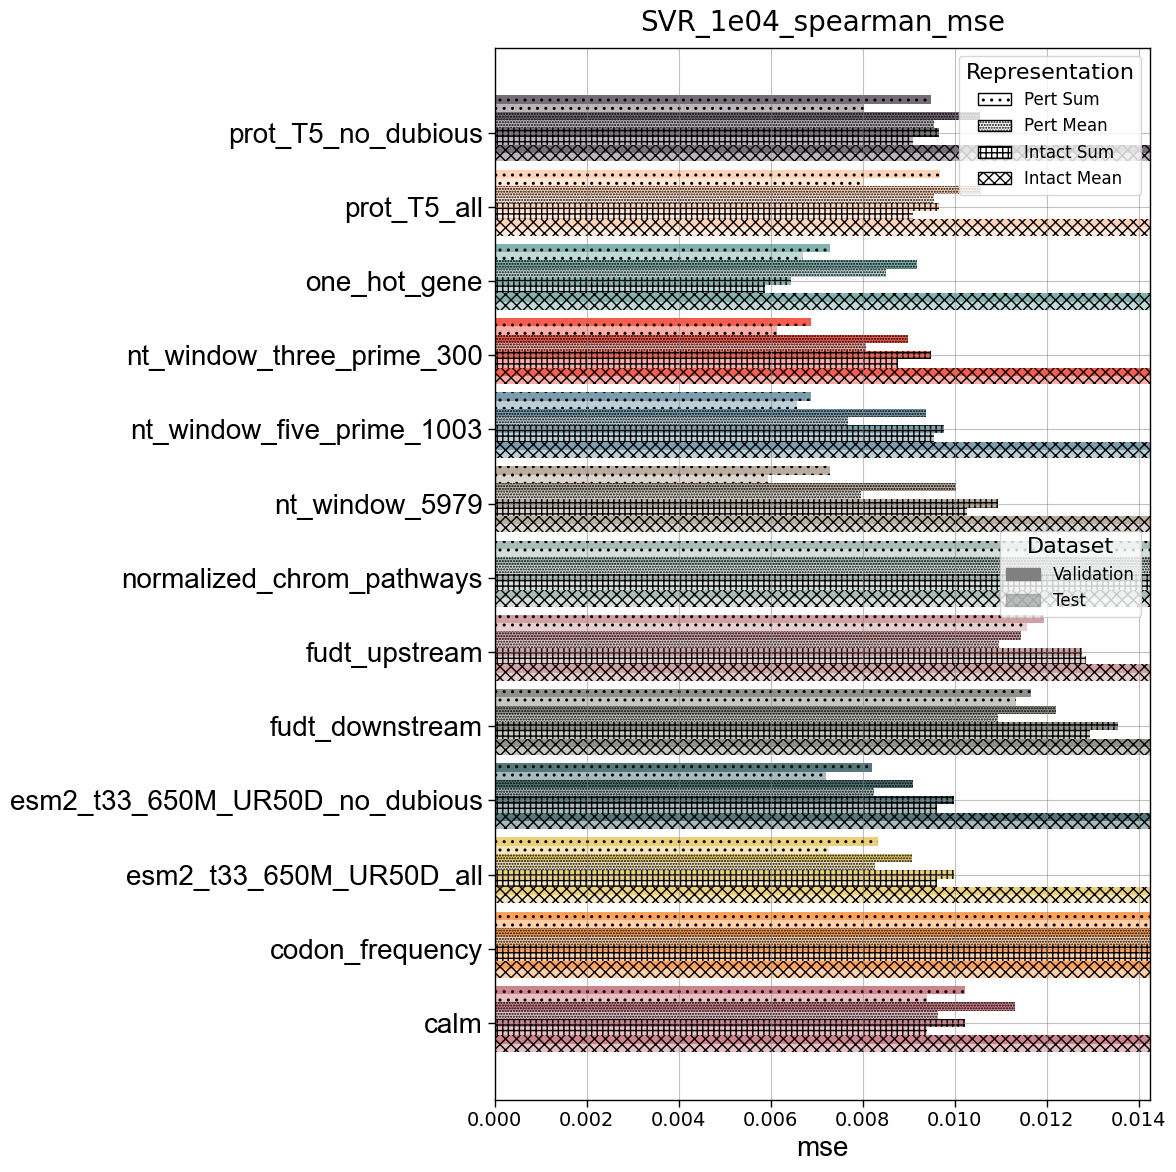 SVR_1e04_spearman_mse
Representation
Pert Sum
Pert Mean
Intact Sum
Intact Mean
prot_T5_no_dubious
prot_T5_all
one_hot_gene
nt_window_three_prime_300
nt_window_five_prime_1003
nt_window_5979
normalized_chrom_pathways
Dataset
Validation
Test
fudt_upstream
fudt_downstream
esm2_t33_650M_UR50D_no_dubious
esm2_t33_650M_UR50D_all
codon_frequency
calm
0.000 0.002 0.004 0.006 0.008 0.010 0.012 0.014
mse